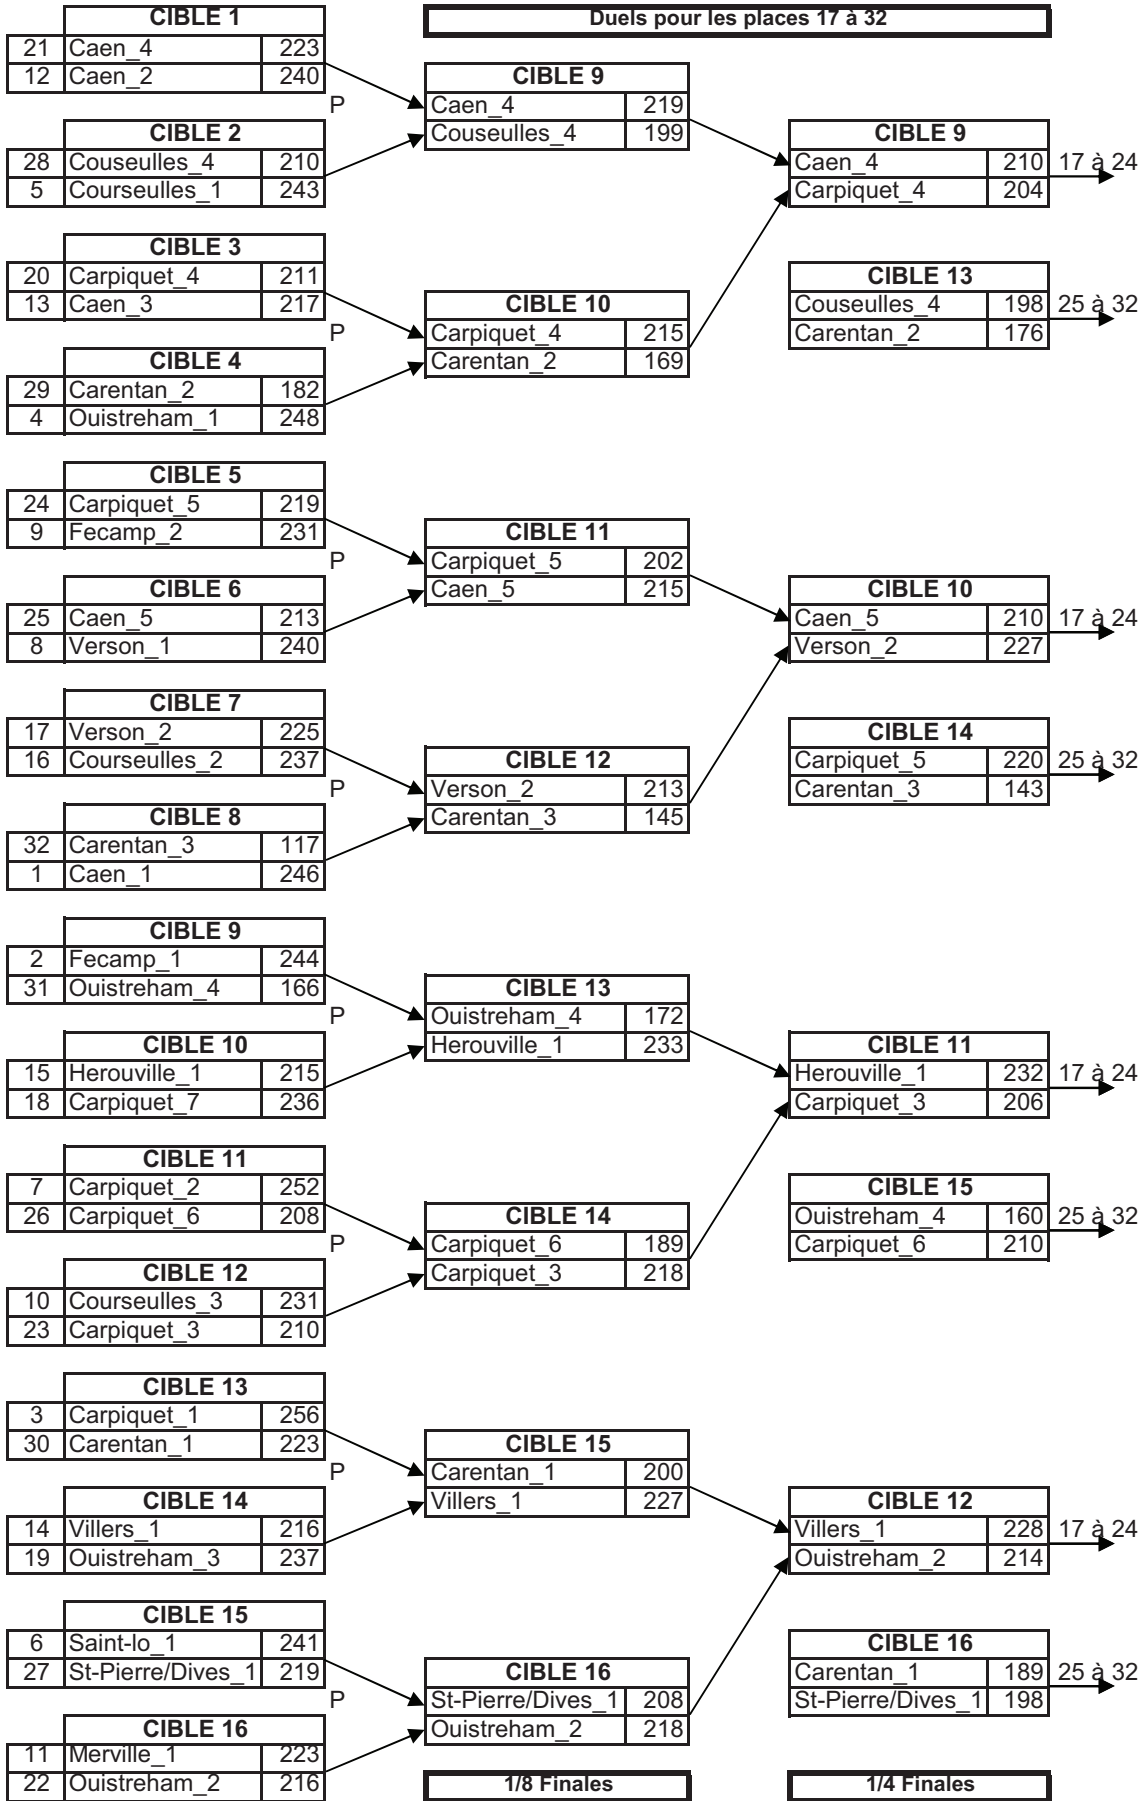 CIBLE 1
21 Caen_4 223
12 Caen_2 240
P
CIBLE 2
28 Couseulles_4 210
5 Courseulles_1 243
CIBLE 3
20 Carpiquet_4 211
13 Caen_3 217
P
CIBLE 4
29 Carentan_2 182
4 Ouistreham_1 248
CIBLE 5
24 Carpiquet_5 219
9 Fecamp_2 231
P
CIBLE 6
25 Caen_5 213
8 Verson_1 240
CIBLE 7
17 Verson_2 225
16 Courseulles_2 237
P
CIBLE 8
32 Carentan_3 117
1 Caen_1 246
CIBLE 9
2 Fecamp_1 244
31 Ouistreham_4 166
P
CIBLE 10
15 Herouville_1 215
18 Carpiquet_7 236
CIBLE 11
7 Carpiquet_2 252
26 Carpiquet_6 208
P
CIBLE 12
10 Courseulles_3 231
23 Carpiquet_3 210
CIBLE 13
3 Carpiquet_1 256
30 Carentan_1 223
P
CIBLE 14
14 Villers_1 216
19 Ouistreham_3 237
CIBLE 15
6 Saint-lo_1 241
27 St-Pierre/Dives_1 219
P
CIBLE 16
11 Merville_1 223
22 Ouistreham_2 216
Duels pour les places 17 à 32
CIBLE 9
Caen_4 219
Couseulles_4 199
CIBLE 10
Carpiquet_4 215
Carentan_2 169
CIBLE 11
Carpiquet_5 202
Caen_5 215
CIBLE 12
Verson_2 213
Carentan_3 145
CIBLE 13
Ouistreham_4 172
Herouville_1 233
CIBLE 14
Carpiquet_6 189
Carpiquet_3 218
CIBLE 15
Carentan_1 200
Villers_1 227
CIBLE 16
St-Pierre/Dives_1 208
Ouistreham_2 218
1/8 Finales
CIBLE 9
Caen_4 210 17 à 24
Carpiquet_4 204
CIBLE 13
Couseulles_4 198 25 à 32
Carentan_2 176
CIBLE 10
Caen_5 210 17 à 24
Verson_2 227
CIBLE 14
Carpiquet_5 220 25 à 32
Carentan_3 143
CIBLE 11
Herouville_1 232 17 à 24
Carpiquet_3 206
CIBLE 15
Ouistreham_4 160 25 à 32
Carpiquet_6 210
CIBLE 12
Villers_1 228 17 à 24
Ouistreham_2 214
CIBLE 16
Carentan_1 189 25 à 32
St-Pierre/Dives_1 198
1/4 Finales